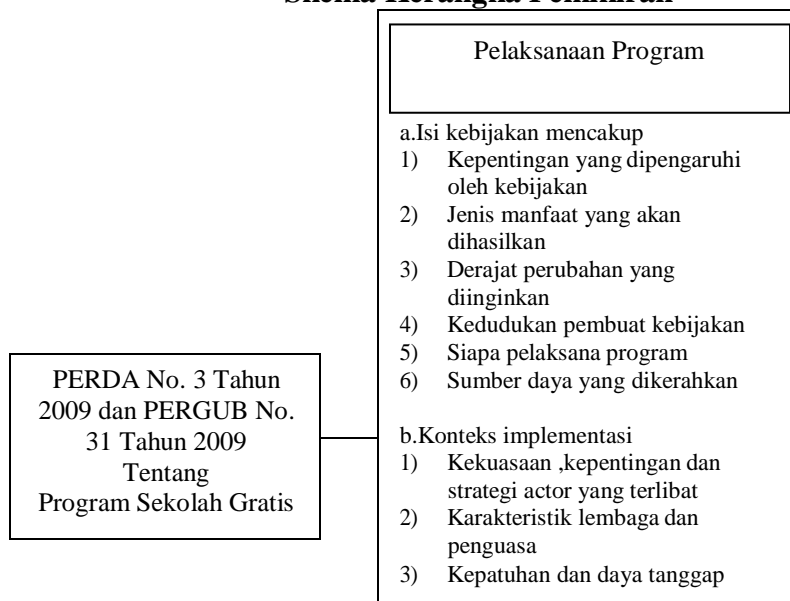 Skema Kerangka Pemikiran
Pelaksanaan Program
a.Isi kebijakan mencakup
1) Kepentingan yang dipengaruhi
oleh kebijakan
2) Jenis manfaat yang akan
dihasilkan
3) Derajat perubahan yang
diinginkan
4) Kedudukan pembuat kebijakan
5) Siapa pelaksana program
6) Sumber daya yang dikerahkan
b.Konteks implementasi
1) Kekuasaan ,kepentingan dan
strategi actor yang terlibat
2) Karakteristik lembaga dan
penguasa
3) Kepatuhan dan daya tanggap
PERDA No. 3 Tahun
2009 dan PERGUB No.
31 Tahun 2009
Tentang
Program Sekolah Gratis